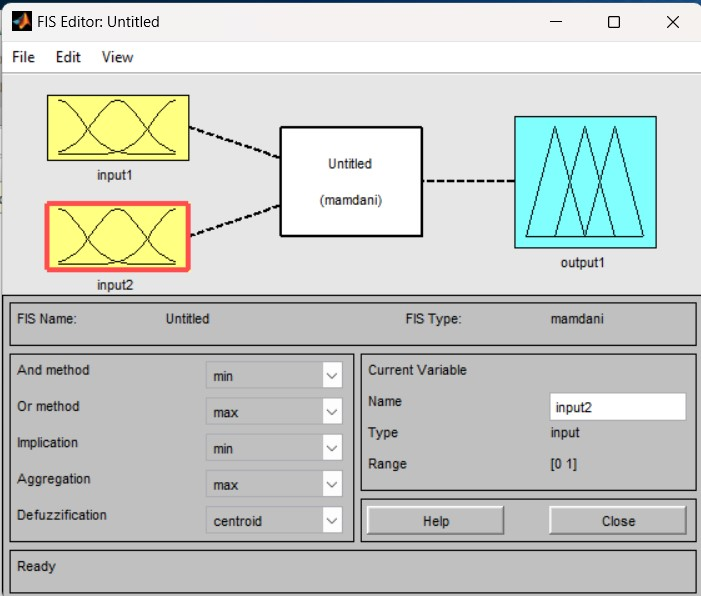 FIS Editor: Untitled
File Edit View
input1
input2
Untitled
(mamdani)
output1
FIS Name: Untitled FIS Type: mamdani
And method min
Or method max
Implication min
Aggregation max
Defuzzification centroid
Current Variable
Name input2
Type input
Range [0 1]
Help Close
Ready